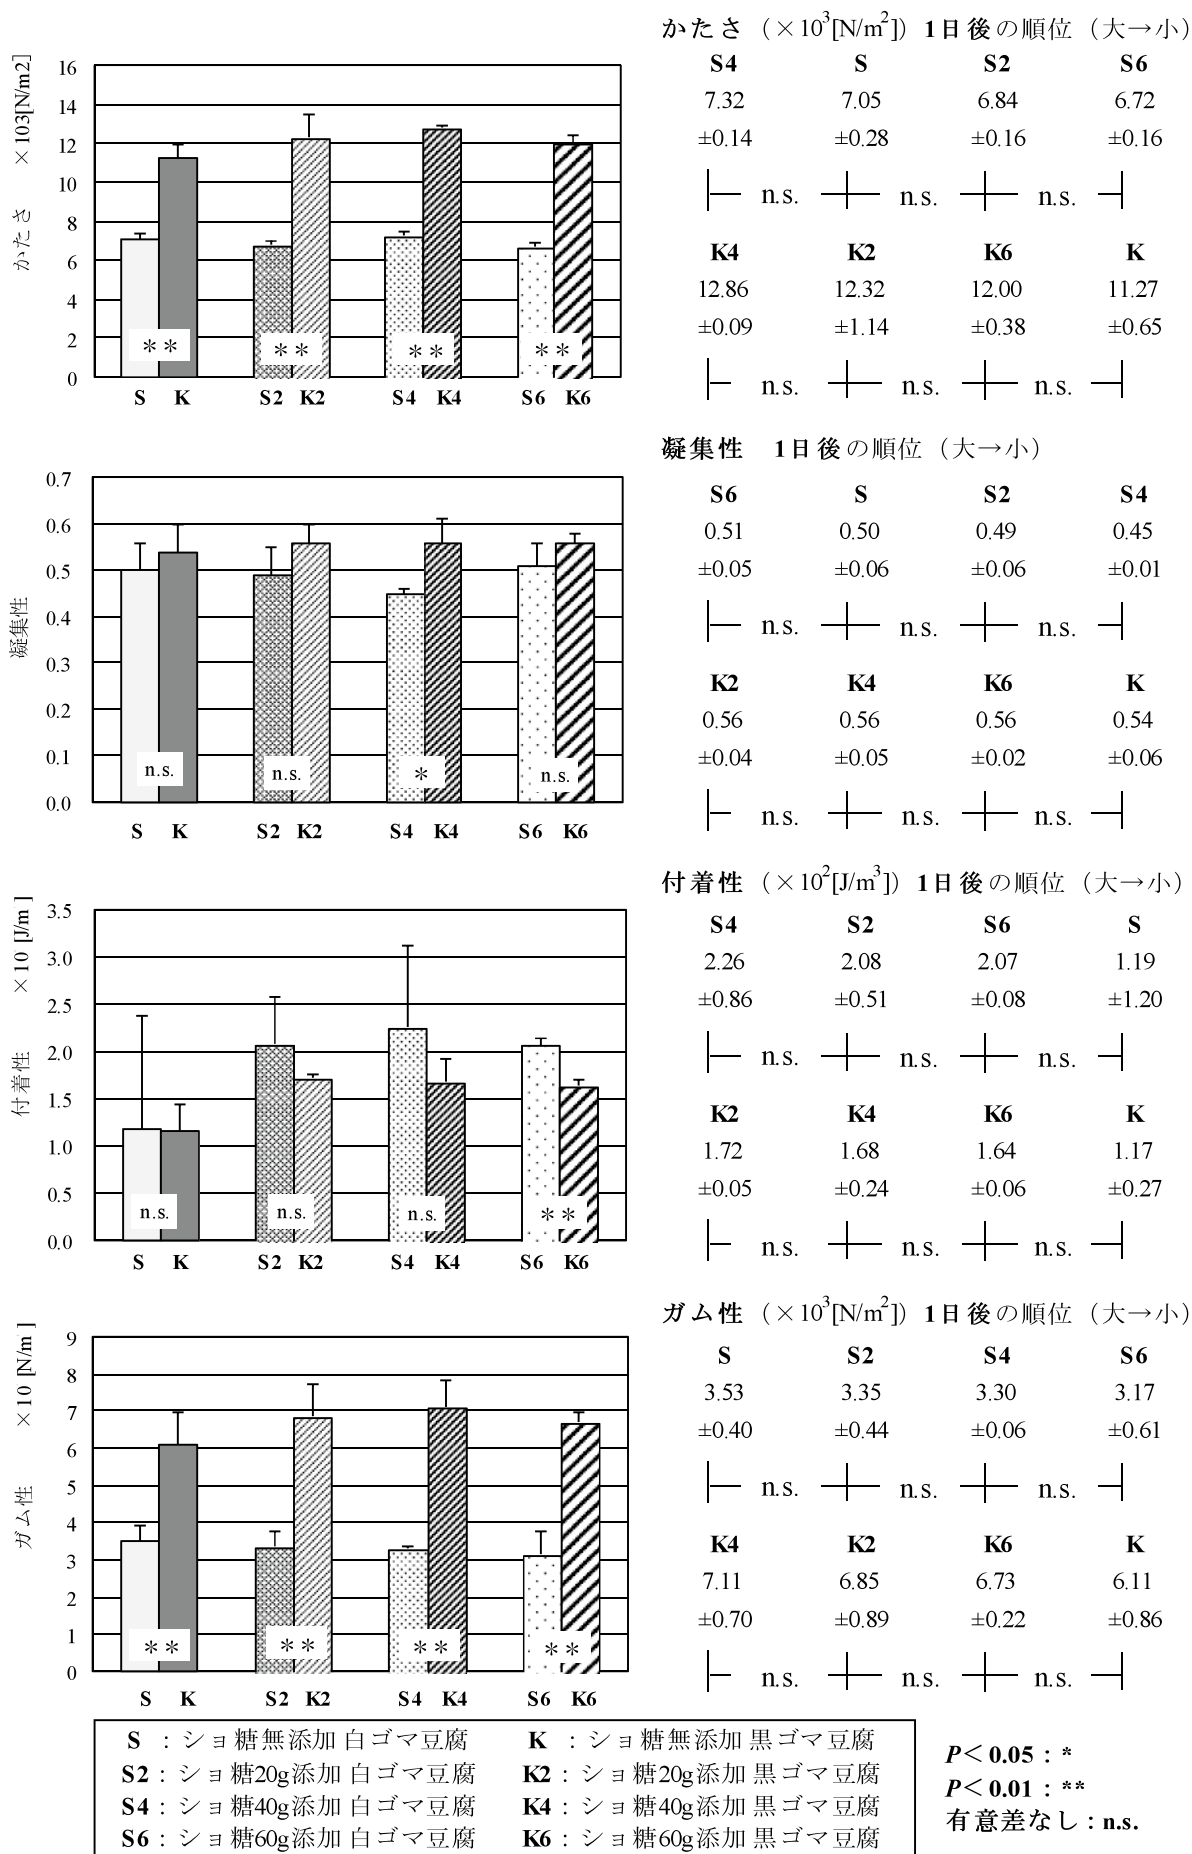 かたさ（×10³[N/m²]）1日後の順位（大→小）
S4 S S2 S6
7.32 7.05 6.84 6.72
±0.14 ±0.28 ±0.16 ±0.16
n.s. n.s. n.s.
K4 K2 K6 K
12.86 12.32 12.00 11.27
±0.09 ±1.14 ±0.38 ±0.65
n.s. n.s. n.s.
かたさ ×103[N/m2]
16
14
12
10
8
6
4
2
0
＊＊ ＊＊ ＊＊ ＊＊
S K S2 K2 S4 K4 S6 K6
凝集性 1日後の順位（大→小）
S6 S S2 S4
0.51 0.50 0.49 0.45
±0.05 ±0.06 ±0.06 ±0.01
n.s. n.s. n.s.
K2 K4 K6 K
0.56 0.56 0.56 0.54
±0.04 ±0.05 ±0.02 ±0.06
n.s. n.s. n.s.
凝集性
0.7
0.6
0.5
0.4
0.3
0.2
0.1
0.0
n.s. n.s. ＊ n.s.
S K S2 K2 S4 K4 S6 K6
付着性（×10²[J/m³]）1日後の順位（大→小）
S4 S2 S6 S
2.26 2.08 2.07 1.19
±0.86 ±0.51 ±0.08 ±1.20
n.s. n.s. n.s.
K2 K4 K6 K
1.72 1.68 1.64 1.17
±0.05 ±0.24 ±0.06 ±0.27
n.s. n.s. n.s.
付着性 ×10 [J/m ]
3.5
3.0
2.5
2.0
1.5
1.0
0.5
0.0
n.s. n.s. n.s. ＊＊
S K S2 K2 S4 K4 S6 K6
ガム性（×10³[N/m²]）1日後の順位（大→小）
S S2 S4 S6
3.53 3.35 3.30 3.17
±0.40 ±0.44 ±0.06 ±0.61
n.s. n.s. n.s.
K4 K2 K6 K
7.11 6.85 6.73 6.11
±0.70 ±0.89 ±0.22 ±0.86
n.s. n.s. n.s.
ガム性 ×10 [N/m ]
9
8
7
6
5
4
3
2
1
0
＊＊ ＊＊ ＊＊ ＊＊
S K S2 K2 S4 K4 S6 K6
S ：ショ糖無添加 白ゴマ豆腐 K ：ショ糖無添加 黒ゴマ豆腐
S2：ショ糖20g添加 白ゴマ豆腐 K2：ショ糖20g添加 黒ゴマ豆腐
S4：ショ糖40g添加 白ゴマ豆腐 K4：ショ糖40g添加 黒ゴマ豆腐
S6：ショ糖60g添加 白ゴマ豆腐 K6：ショ糖60g添加 黒ゴマ豆腐
P＜0.05：*
P＜0.01：**
有意差なし：n.s.